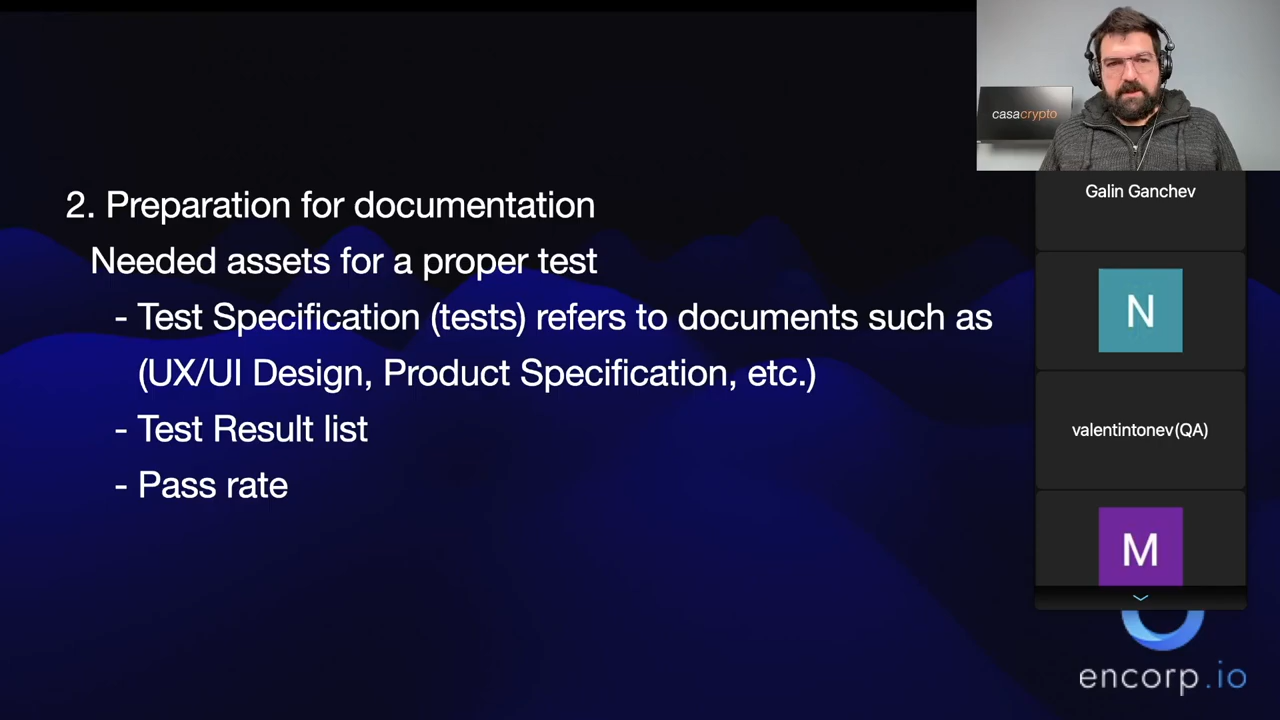 2. Preparation for documentation
Needed assets for a proper test
- Test Specification (tests) refers to documents such as
(UX/UI Design, Product Specification, etc.)
- Test Result list
- Pass rate
casacrypto
Galin Ganchev
N
valentintonev(QA)
M
encorp.io